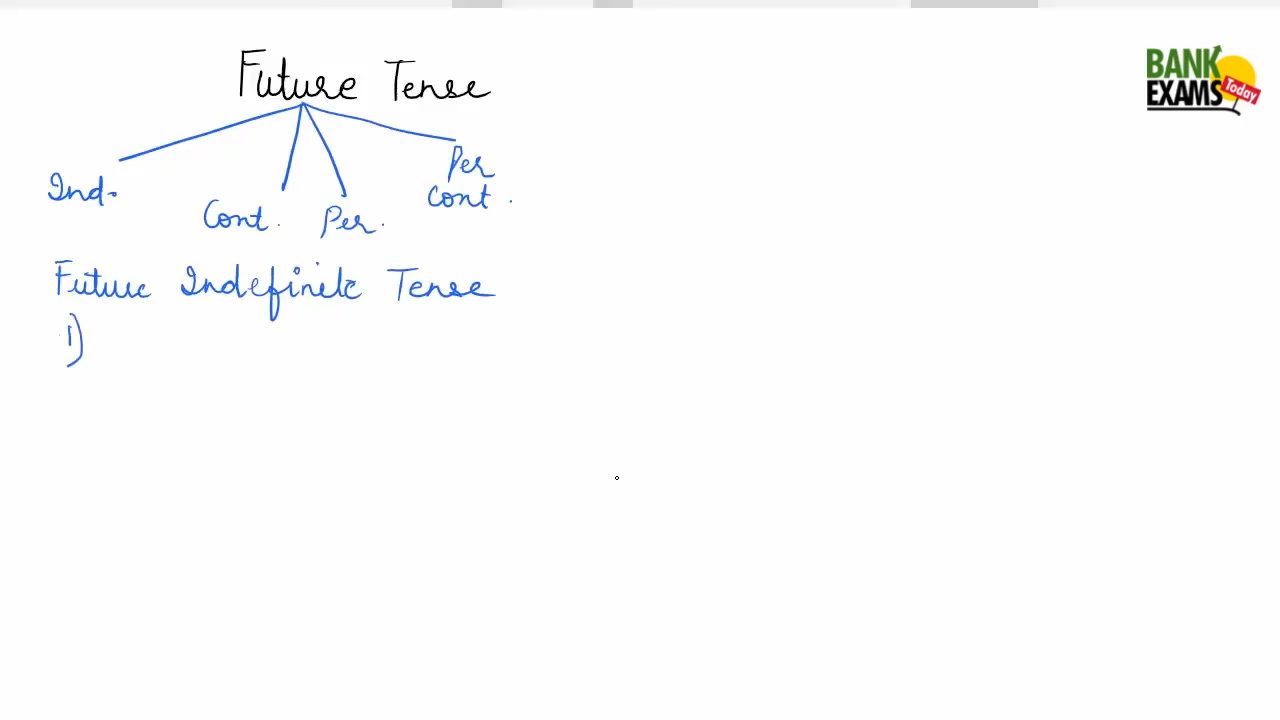 Future Tense
BANK
EXAMS Today
Ind.
Cont. Per.
Per
Cont.
Future Indefinite Tense
1)